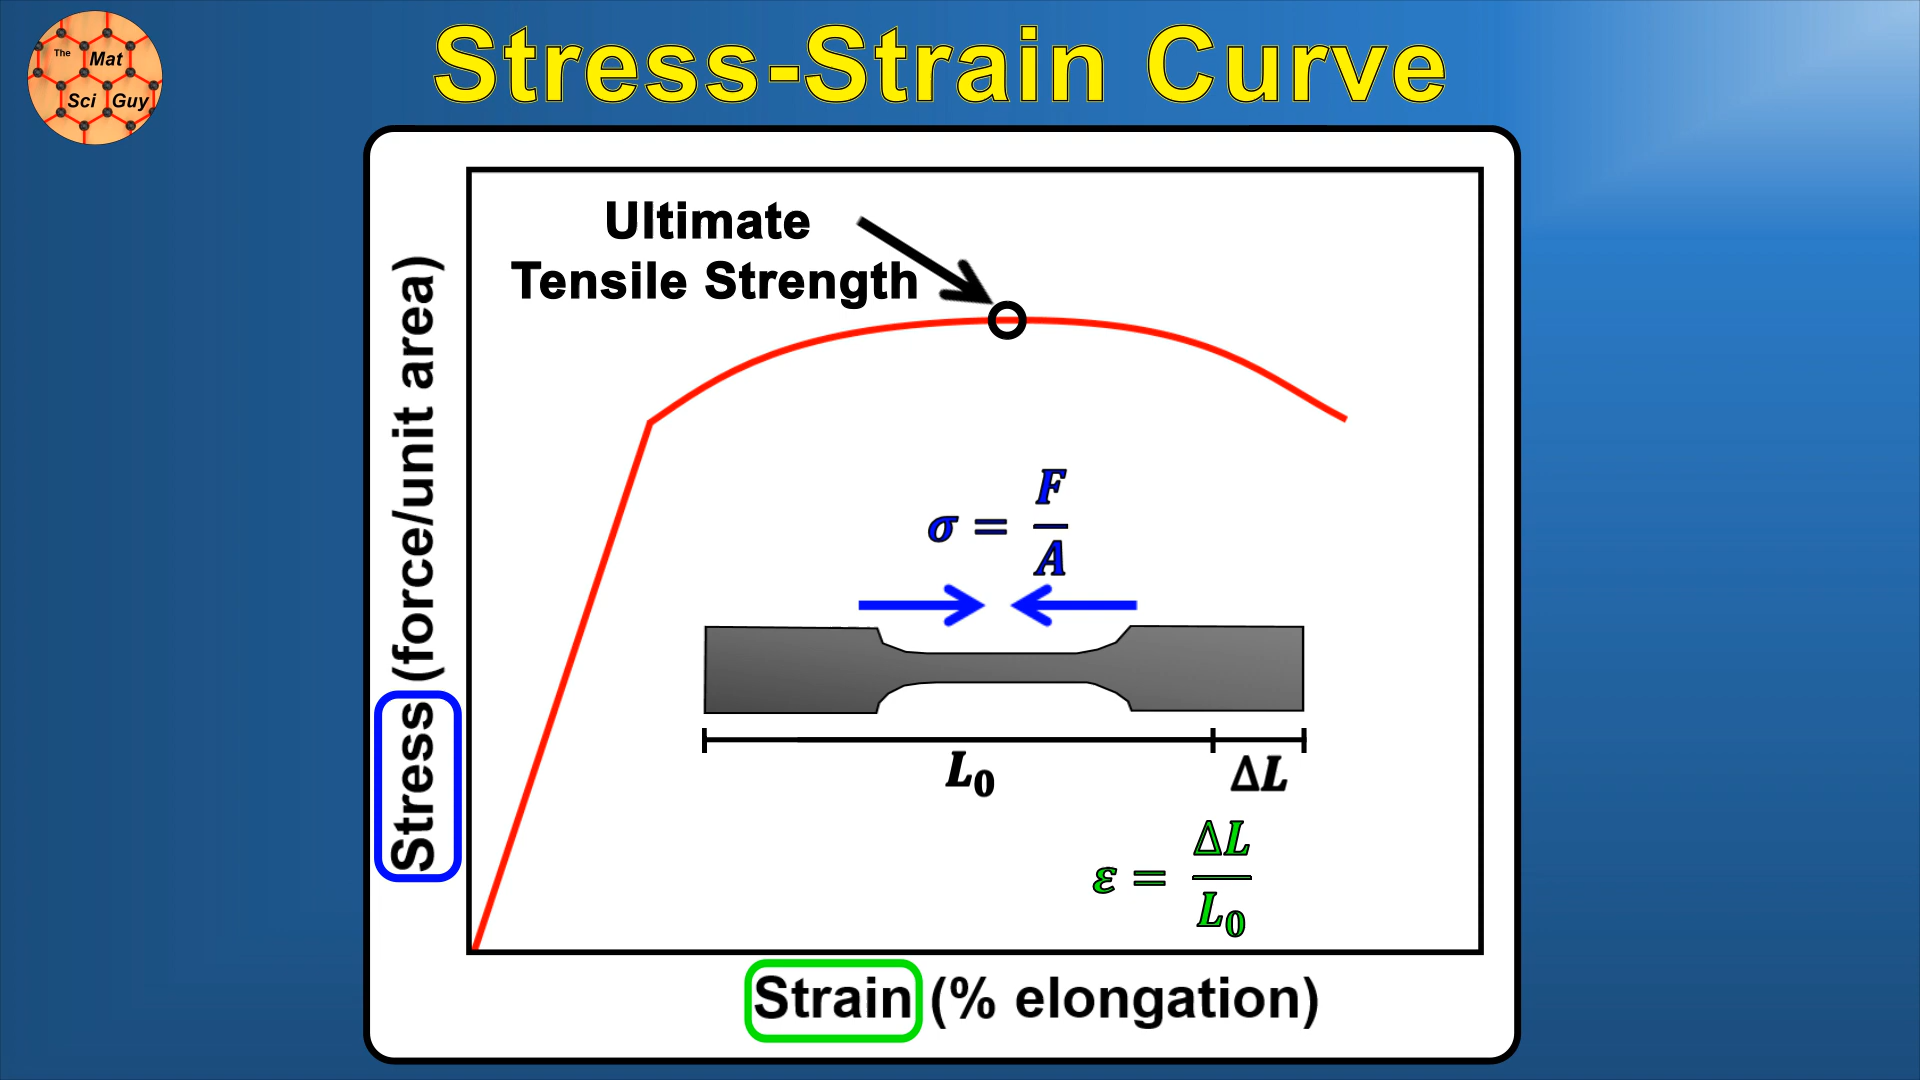 The
Mat
Sci Guy
Stress-Strain Curve
Ultimate
Tensile Strength
Stress (force/unit area)
σ = F/A
L₀
ΔL
ε = ΔL/L₀
Strain (% elongation)